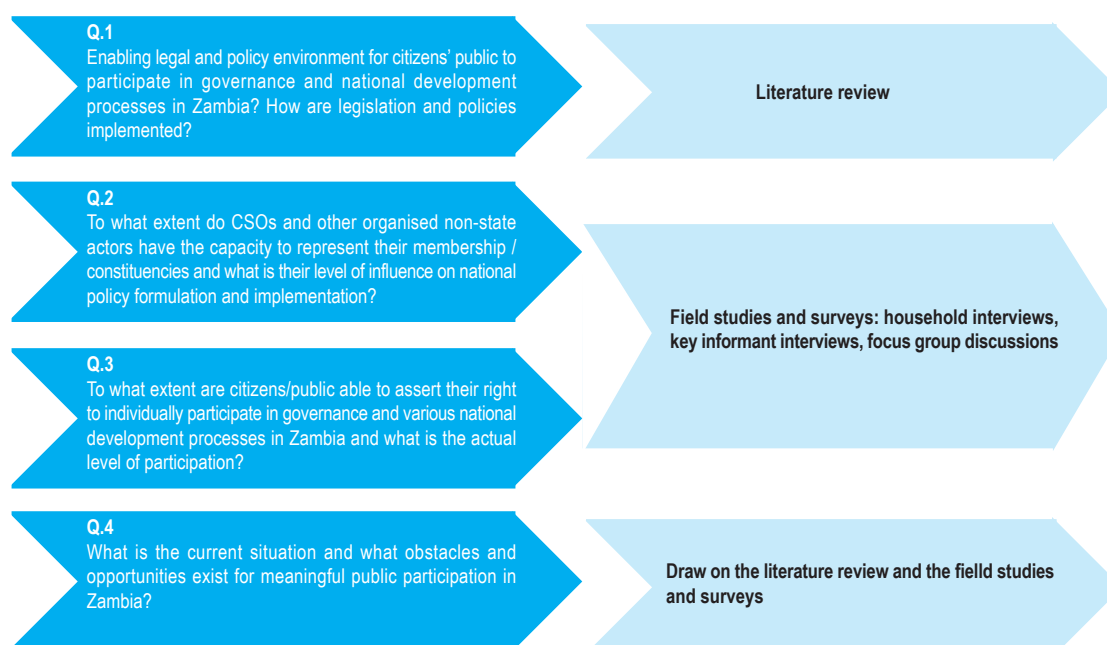 Q.1
Enabling legal and policy environment for citizens' public to
participate in governance and national development
processes in Zambia? How are legislation and policies
implemented?
Literature review
Q.2
To what extent do CSOs and other organised non-state
actors have the capacity to represent their membership /
constituencies and what is their level of influence on national
policy formulation and implementation?
Field studies and surveys: household interviews,
key informant interviews, focus group discussions
Q.3
To what extent are citizens/public able to assert their right
to individually participate in governance and various national
development processes in Zambia and what is the actual
level of participation?
Q.4
What is the current situation and what obstacles and
opportunities exist for meaningful public participation in
Zambia?
Draw on the literature review and the fielld studies
and surveys